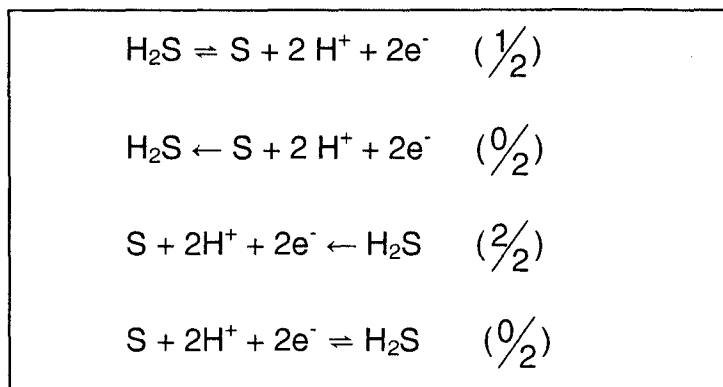 H₂S ⇌ S + 2 H⁺ + 2e⁻ (1/2)
H₂S ← S + 2 H⁺ + 2e⁻ (0/2)
S + 2H⁺ + 2e⁻ ← H₂S (2/2)
S + 2H⁺ + 2e⁻ ⇌ H₂S (0/2)